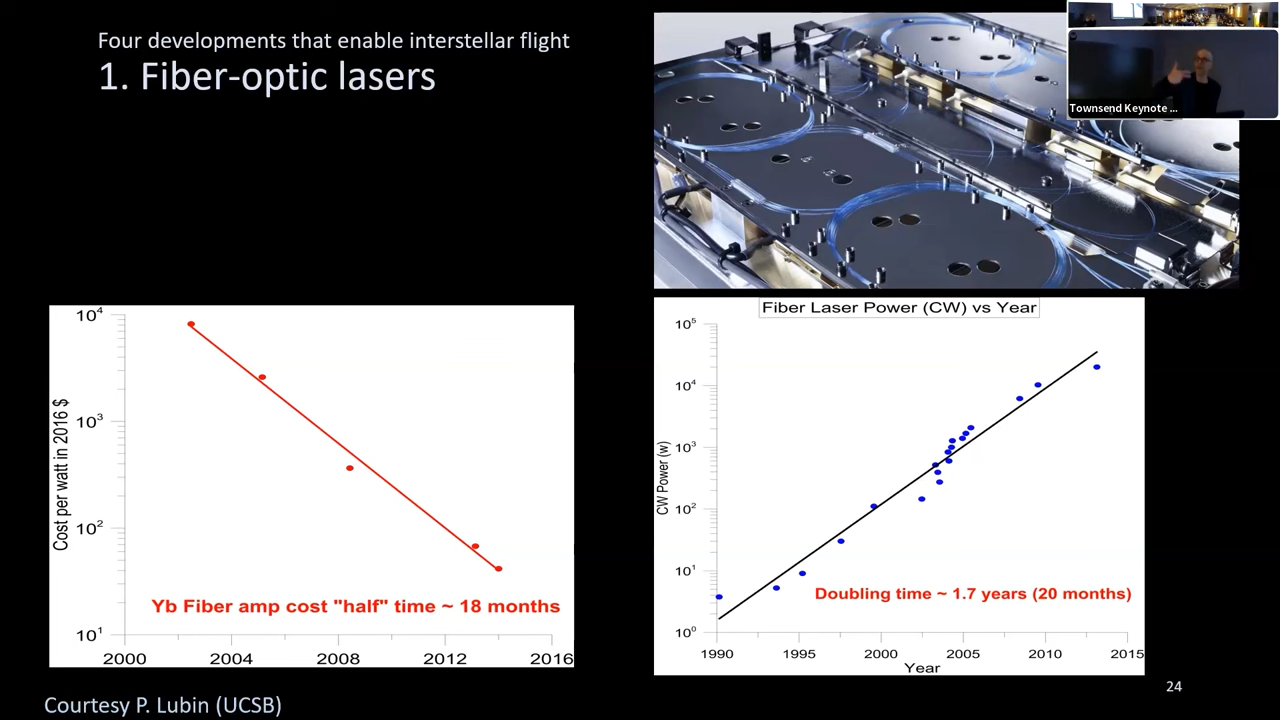 Four developments that enable interstellar flight
1. Fiber-optic lasers
Townsend Keynote ...
10⁴
10³
10²
10¹
Cost per watt in 2016 $
Yb Fiber amp cost "half" time ~ 18 months
2000 2004 2008 2012 2016
Fiber Laser Power (CW) vs Year
10⁵
10⁴
10³
10²
10¹
10⁰
CW Power (w)
Doubling time ~ 1.7 years (20 months)
1990 1995 2000 2005 2010 2015
Year
24
Courtesy P. Lubin (UCSB)